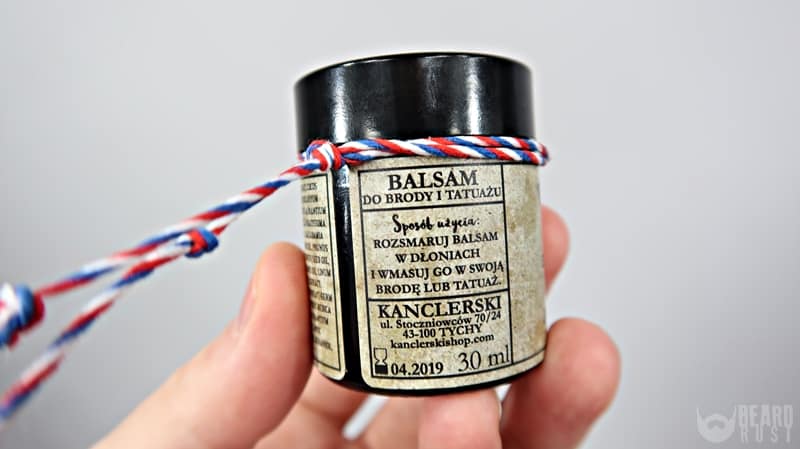 BALSAM
DO BRODY I TATUAŻU
Sposób użycia:
ROZSMARUJ BALSAM
W DŁONIACH
I WMASUJ GO W SWOJĄ
BRODĘ LUB TATUAŻ.
KANCLERSKI
ul. Stoczniowców 70/24
43-100 TYCHY
kanclerskishop.com
04.2019 30 ml
BEARD
RUST